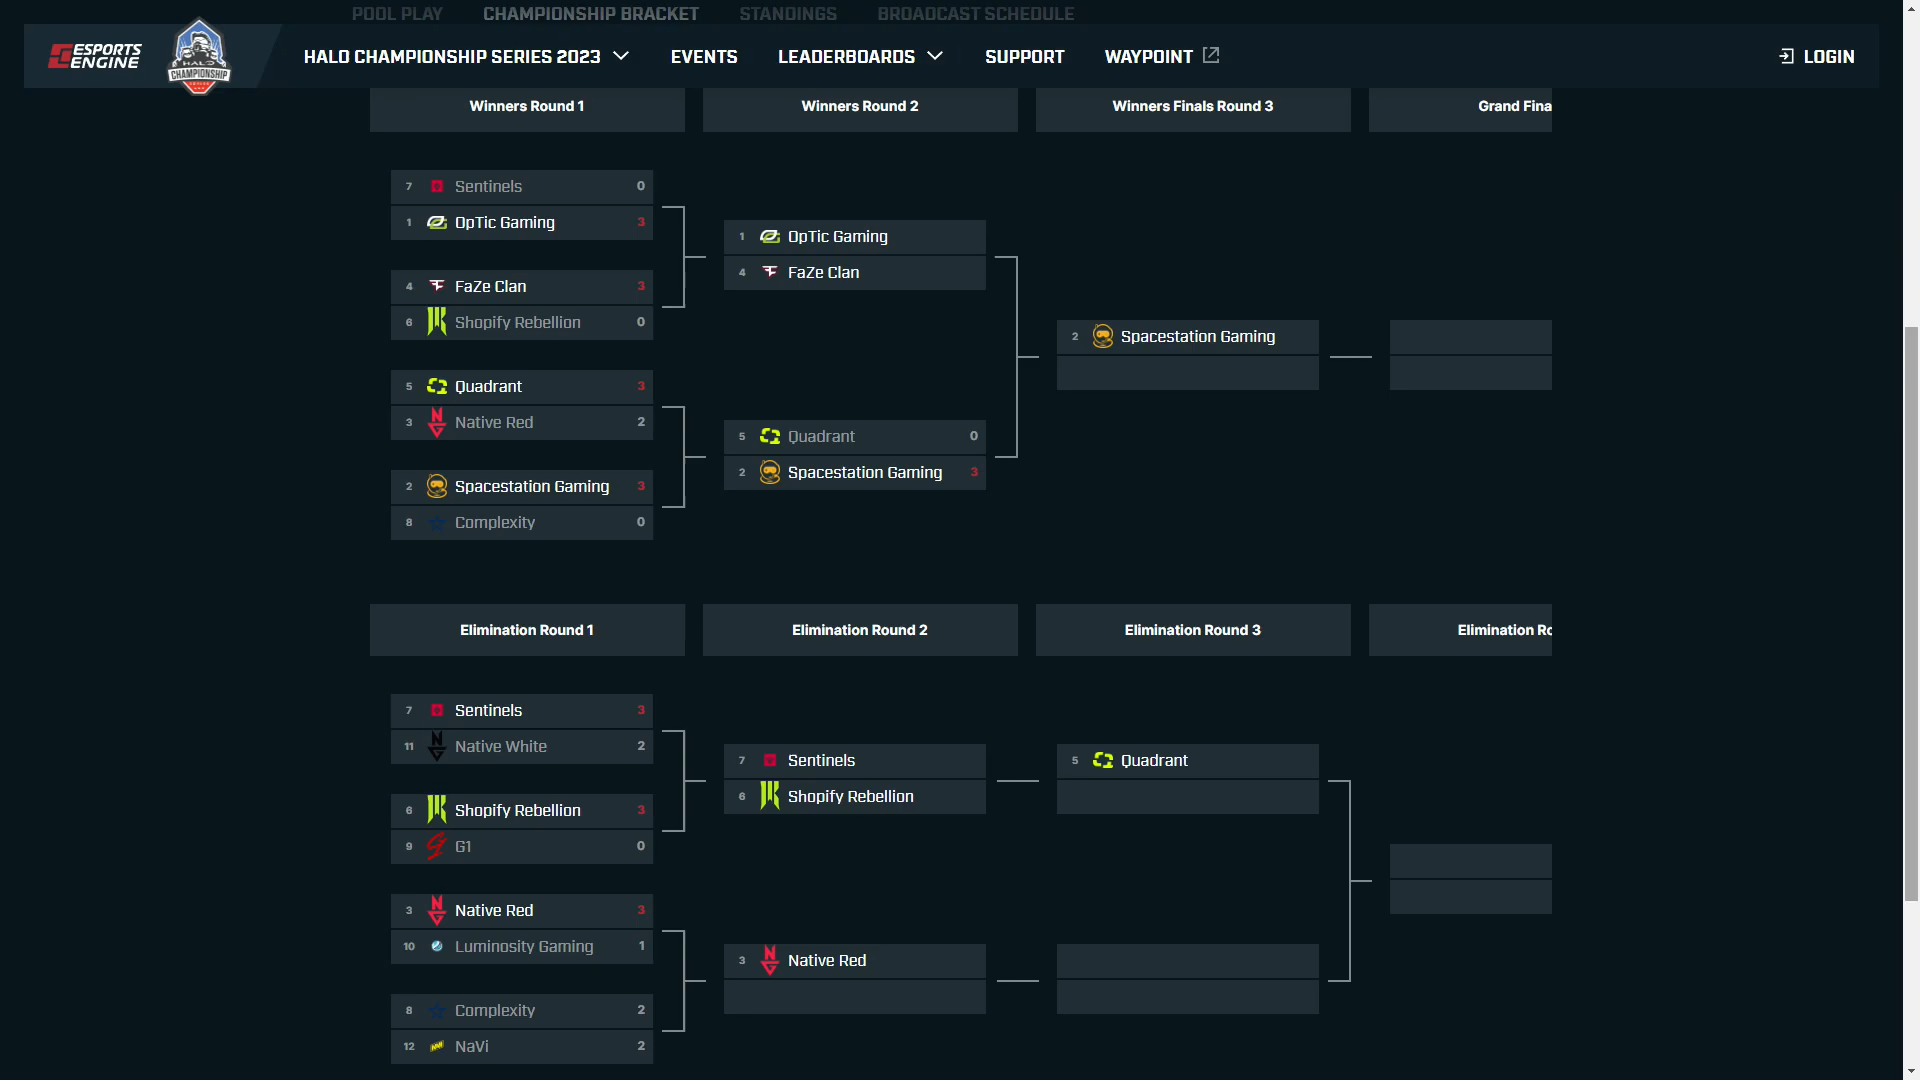 POOL PLAY CHAMPIONSHIP BRACKET STANDINGS BROADCAST SCHEDULE
ESPORTS ENGINE HALO CHAMPIONSHIP HALO CHAMPIONSHIP SERIES 2023 EVENTS LEADERBOARDS SUPPORT WAYPOINT LOGIN
Winners Round 1 Winners Round 2 Winners Finals Round 3 Grand Fina
7 Sentinels 0
1 OpTic Gaming 3
4 FaZe Clan 3
6 Shopify Rebellion 0
5 Quadrant 3
3 Native Red 2
2 Spacestation Gaming 3
8 Complexity 0
1 OpTic Gaming
4 FaZe Clan
5 Quadrant 0
2 Spacestation Gaming 3
2 Spacestation Gaming
Elimination Round 1 Elimination Round 2 Elimination Round 3 Elimination Ro
7 Sentinels 3
11 Native White 2
6 Shopify Rebellion 3
9 G1 0
3 Native Red 3
10 Luminosity Gaming 1
8 Complexity 2
12 NaVi 2
7 Sentinels
6 Shopify Rebellion
3 Native Red
5 Quadrant